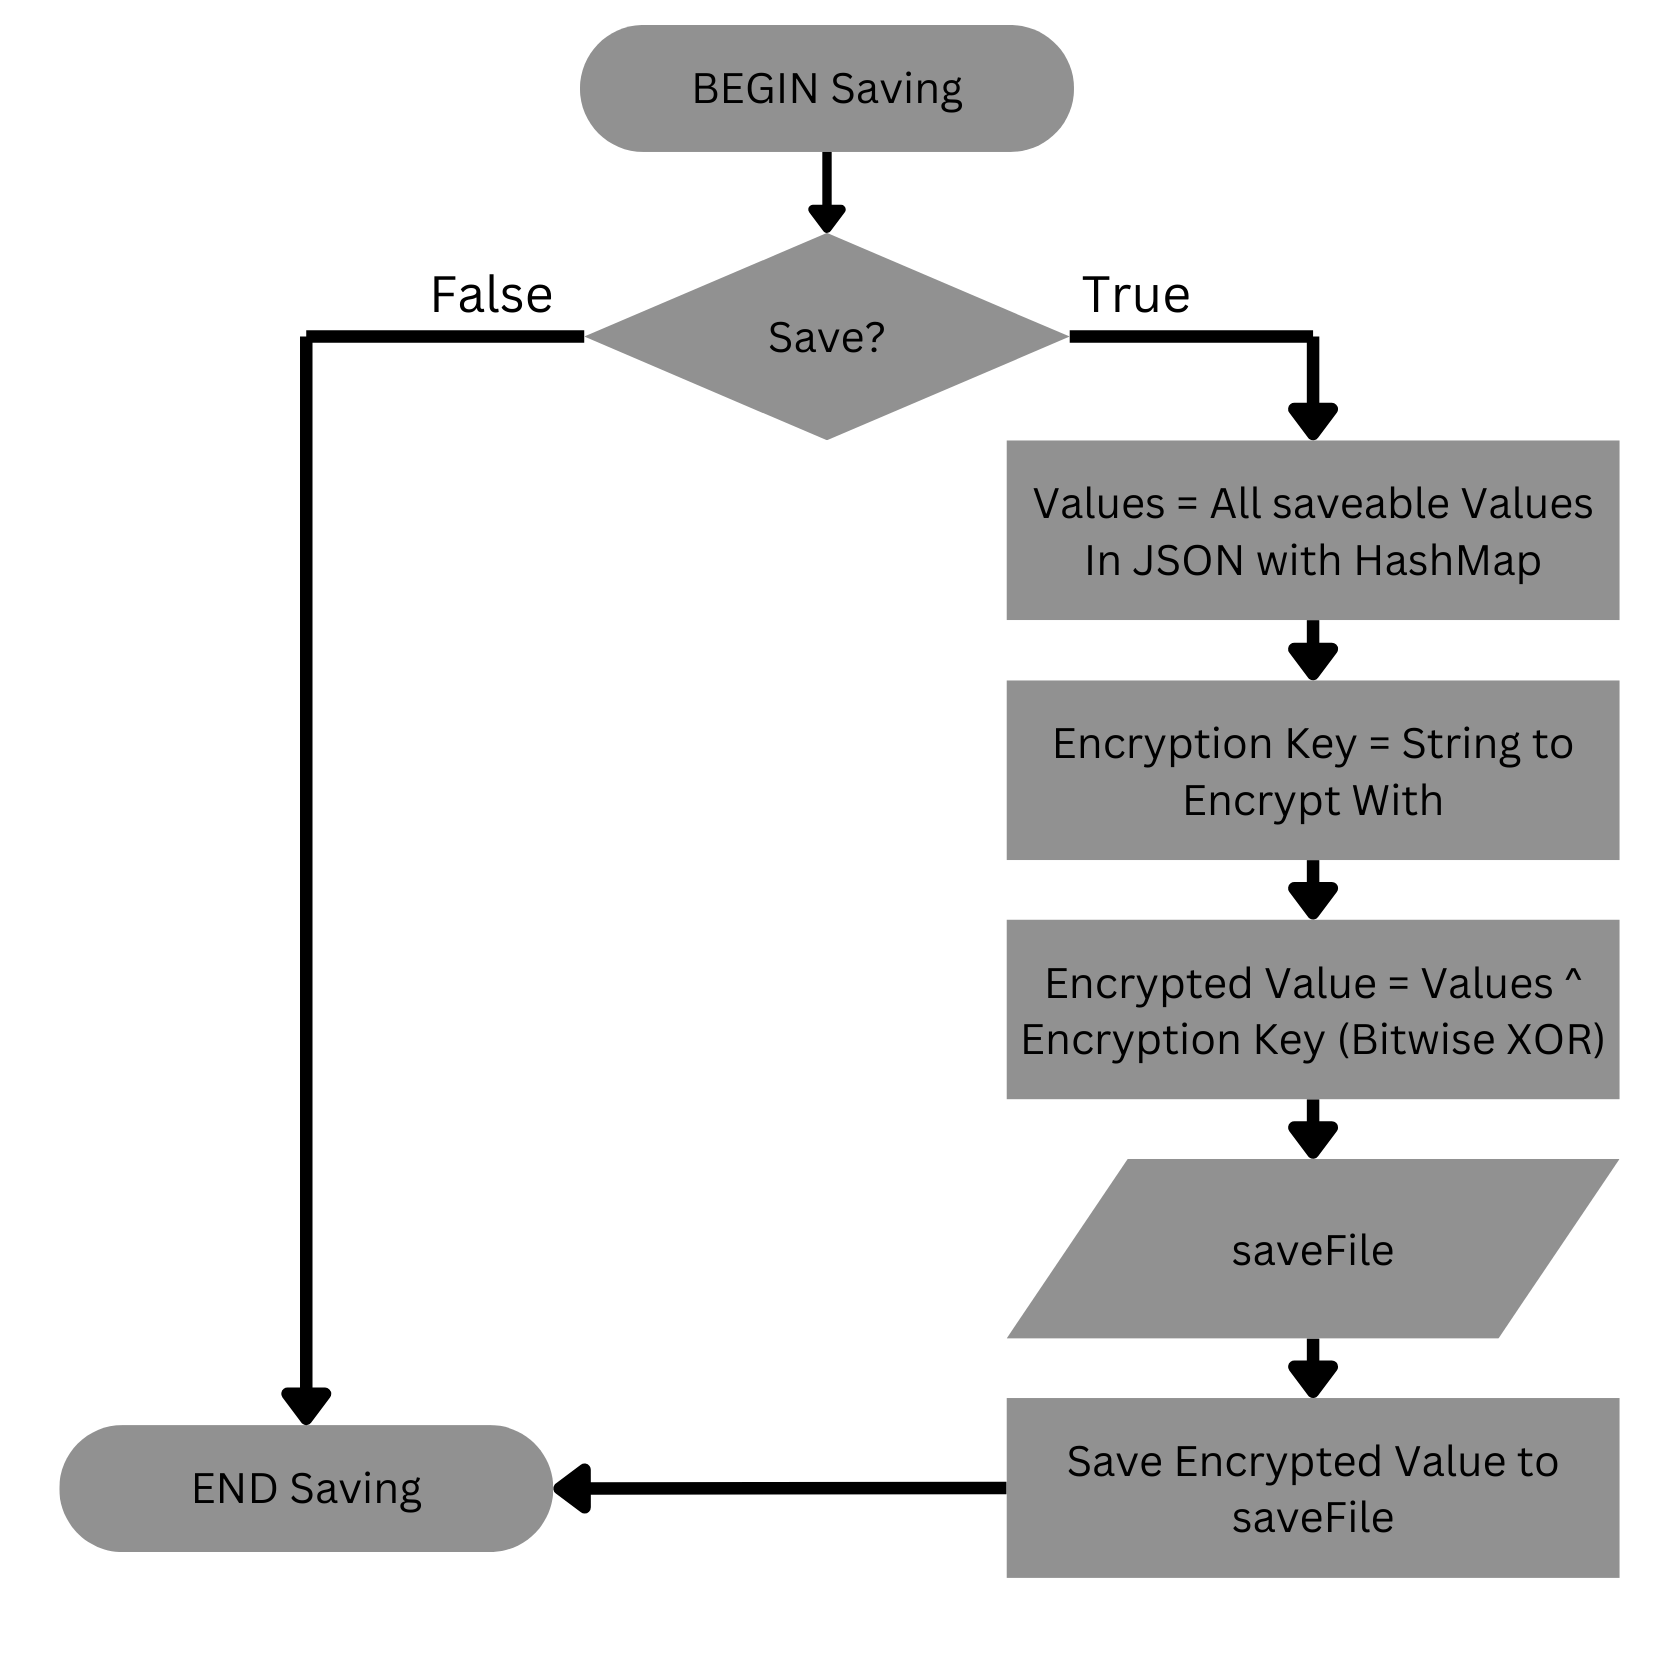 BEGIN Saving
False
True
Save?
Values = All saveable Values
In JSON with HashMap
Encryption Key = String to
Encrypt With
Encrypted Value = Values ^
Encryption Key (Bitwise XOR)
saveFile
Save Encrypted Value to
saveFile
END Saving